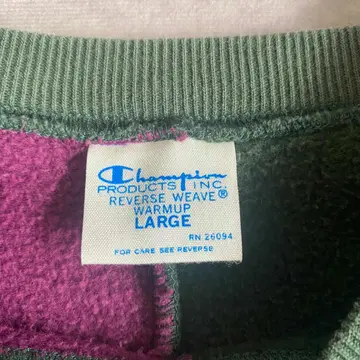 Champion
PRODUCTS INC.
REVERSE WEAVE®
WARMUP
LARGE
RN 26094
FOR CARE SEE REVERSE